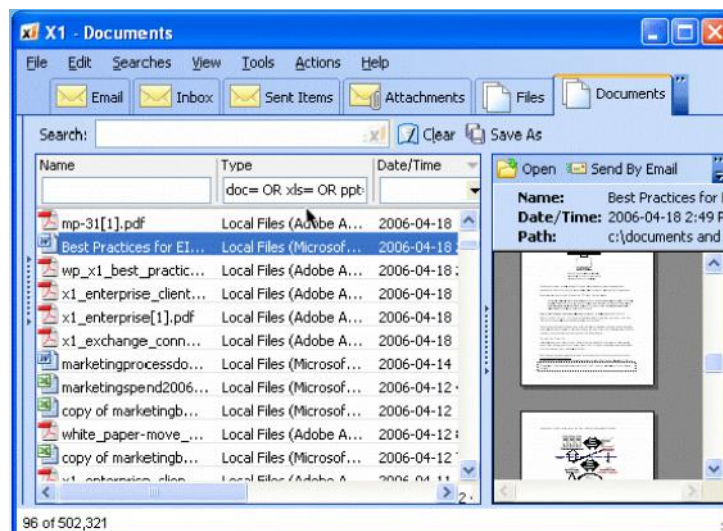 X1 - Documents
File Edit Searches View Tools Actions Help
Email Inbox Sent Items Attachments Files Documents
Search: Clear Save As
Name Type Date/Time
Open Send By Email
doc= OR xls= OR ppt
Name: Best Practices for
Date/Time: 2006-04-18 2:49
Path: c:\documents and
mp-31[1].pdf Local Files (Adobe A... 2006-04-18
Best Practices for EI... Local Files (Microsof... 2006-04-18
wp_x1_best_practic... Local Files (Adobe A... 2006-04-18
x1_enterprise_client... Local Files (Adobe A... 2006-04-18
x1_enterprise[1].pdf Local Files (Adobe A... 2006-04-18
x1_exchange_conn... Local Files (Adobe A... 2006-04-18
marketingprocessdo... Local Files (Microsof... 2006-04-14
marketingspend2006... Local Files (Microsof... 2006-04-12
copy of marketingb... Local Files (Microsof... 2006-04-12
white_paper-move_... Local Files (Adobe A... 2006-04-12
copy of marketingb... Local Files (Microsof... 2006-04-12
96 of 502,321